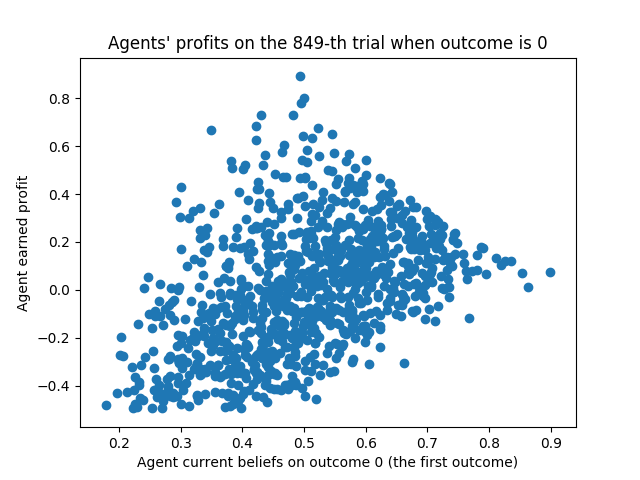 Agents' profits on the 849-th trial when outcome is 0
0.8
0.6
0.4
0.2
0.0
−0.2
−0.4
Agent earned profit
0.2 0.3 0.4 0.5 0.6 0.7 0.8 0.9
Agent current beliefs on outcome 0 (the first outcome)